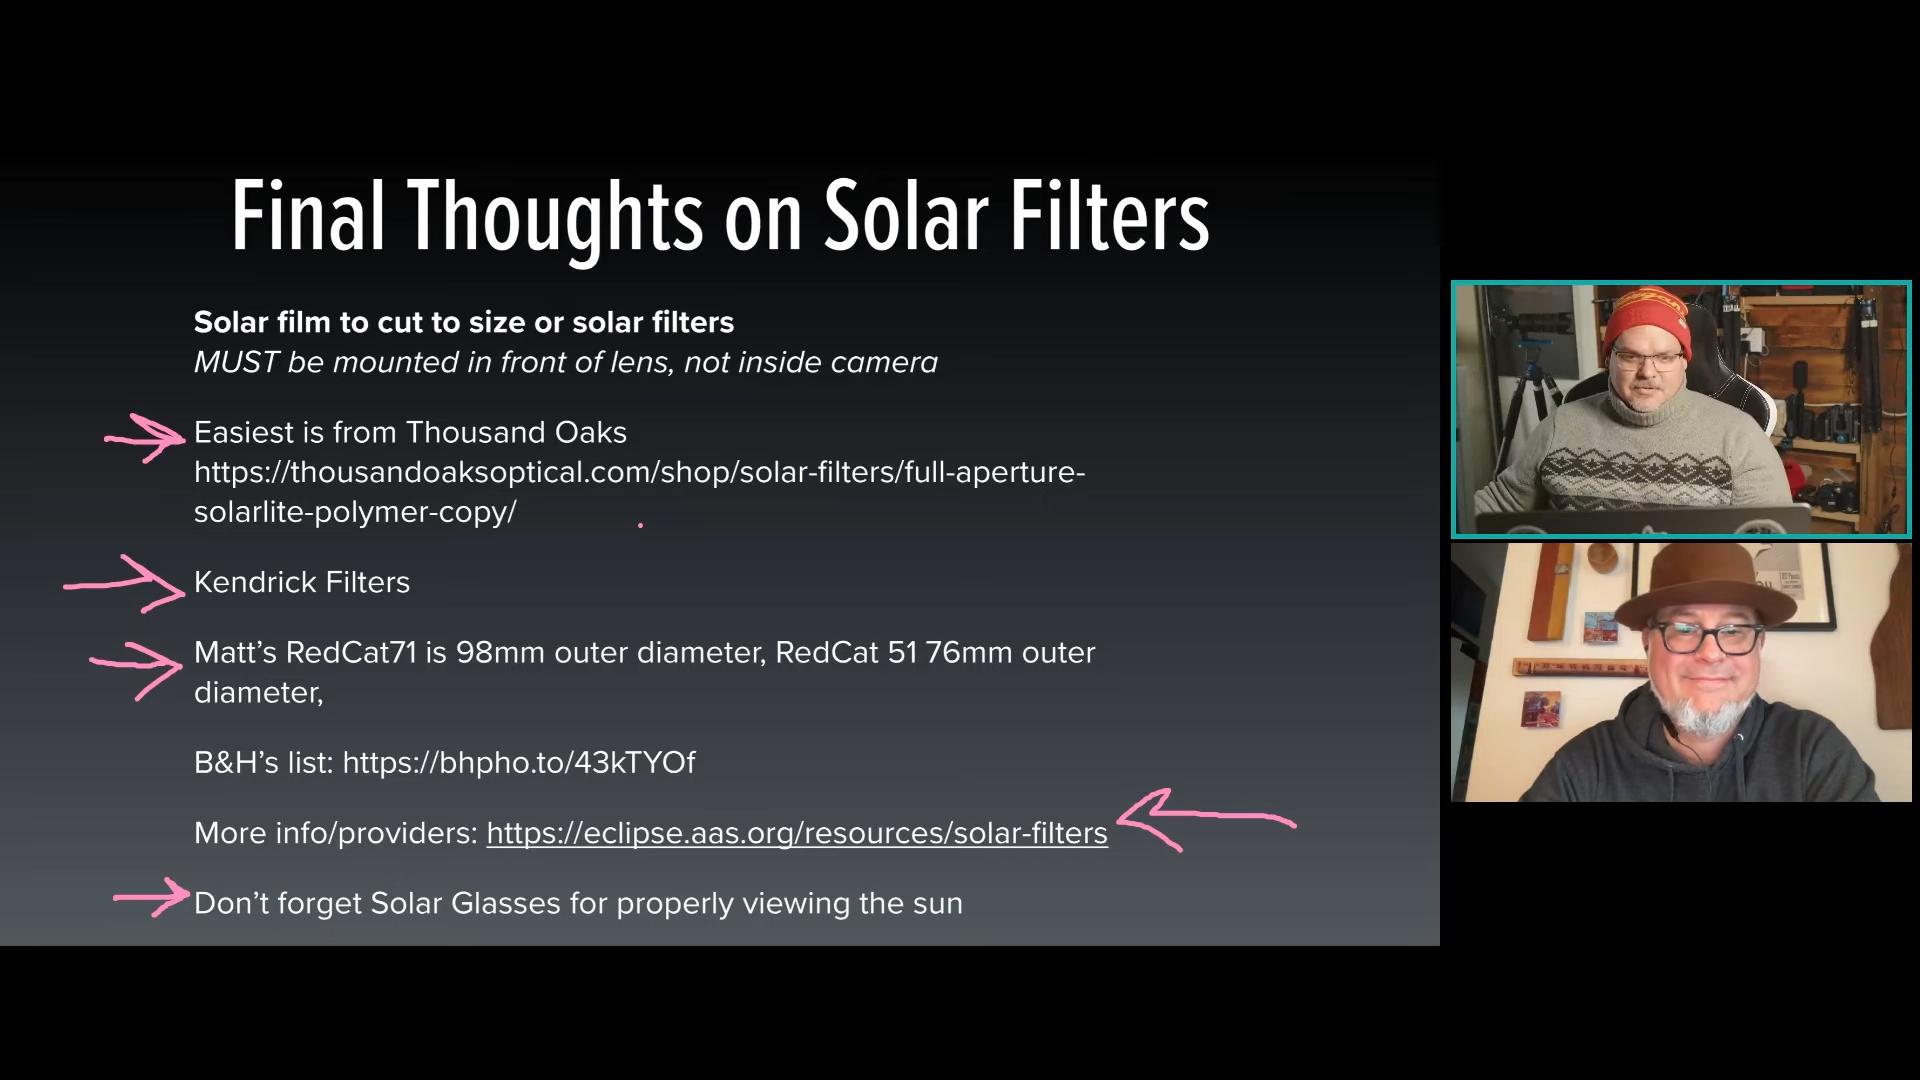 Final Thoughts on Solar Filters
Solar film to cut to size or solar filters
MUST be mounted in front of lens, not inside camera
Easiest is from Thousand Oaks
https://thousandoaksoptical.com/shop/solar-filters/full-aperture-
solarlite-polymer-copy/
Kendrick Filters
Matt’s RedCat71 is 98mm outer diameter, RedCat 51 76mm outer
diameter,
B&H’s list: https://bhpho.to/43kTYOf
More info/providers: https://eclipse.aas.org/resources/solar-filters
Don’t forget Solar Glasses for properly viewing the sun